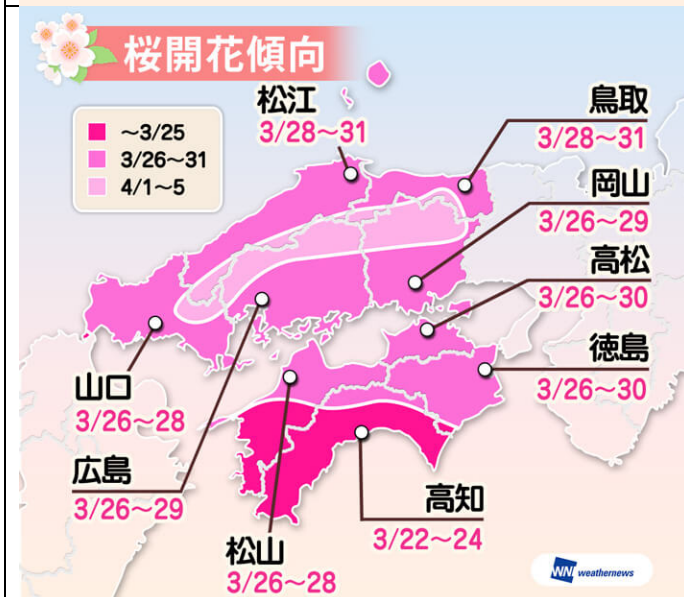 桜開花傾向
～3/25
3/26～31
4/1～5
松江
3/28～31
鳥取
3/28～31
岡山
3/26～29
高松
3/26～30
徳島
3/26～30
山口
3/26～28
広島
3/26～29
松山
3/26～28
高知
3/22～24
WNI weathernews